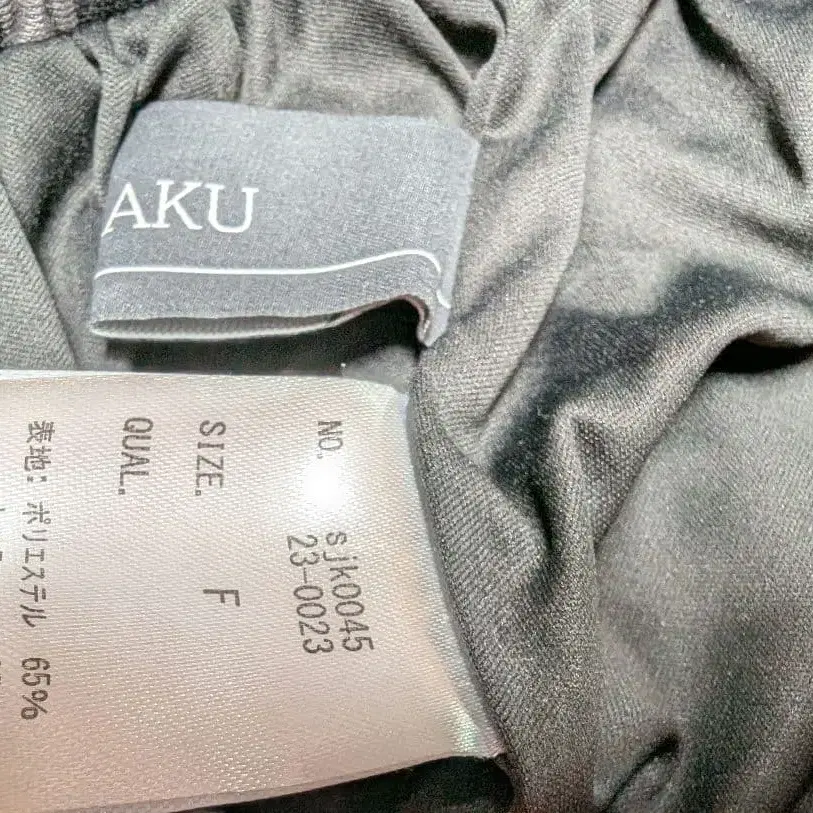 AKU
NO. sjk0045
23-0023
SIZE. F
QUAL.
表地: ポリエステル 65%